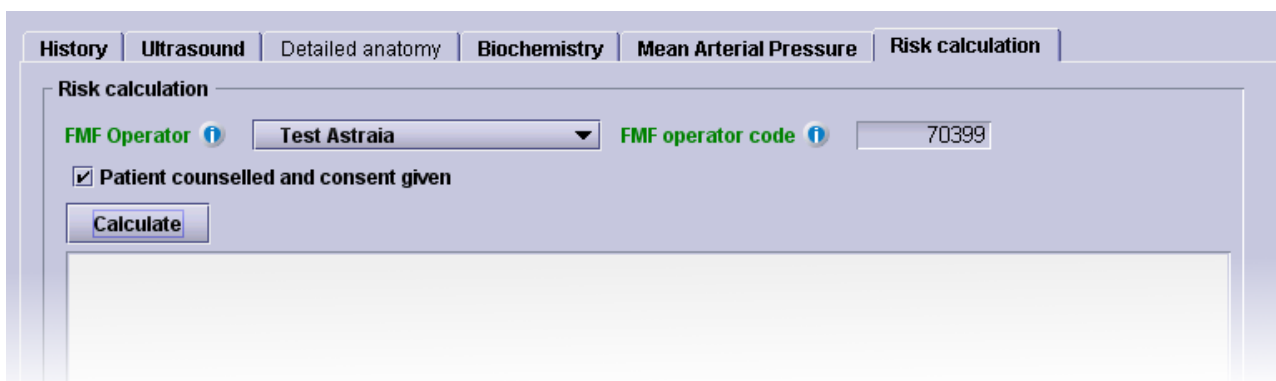 History Ultrasound Detailed anatomy Biochemistry Mean Arterial Pressure Risk calculation
Risk calculation
FMF Operator Test Astraia FMF operator code 70399
Patient counselled and consent given
Calculate